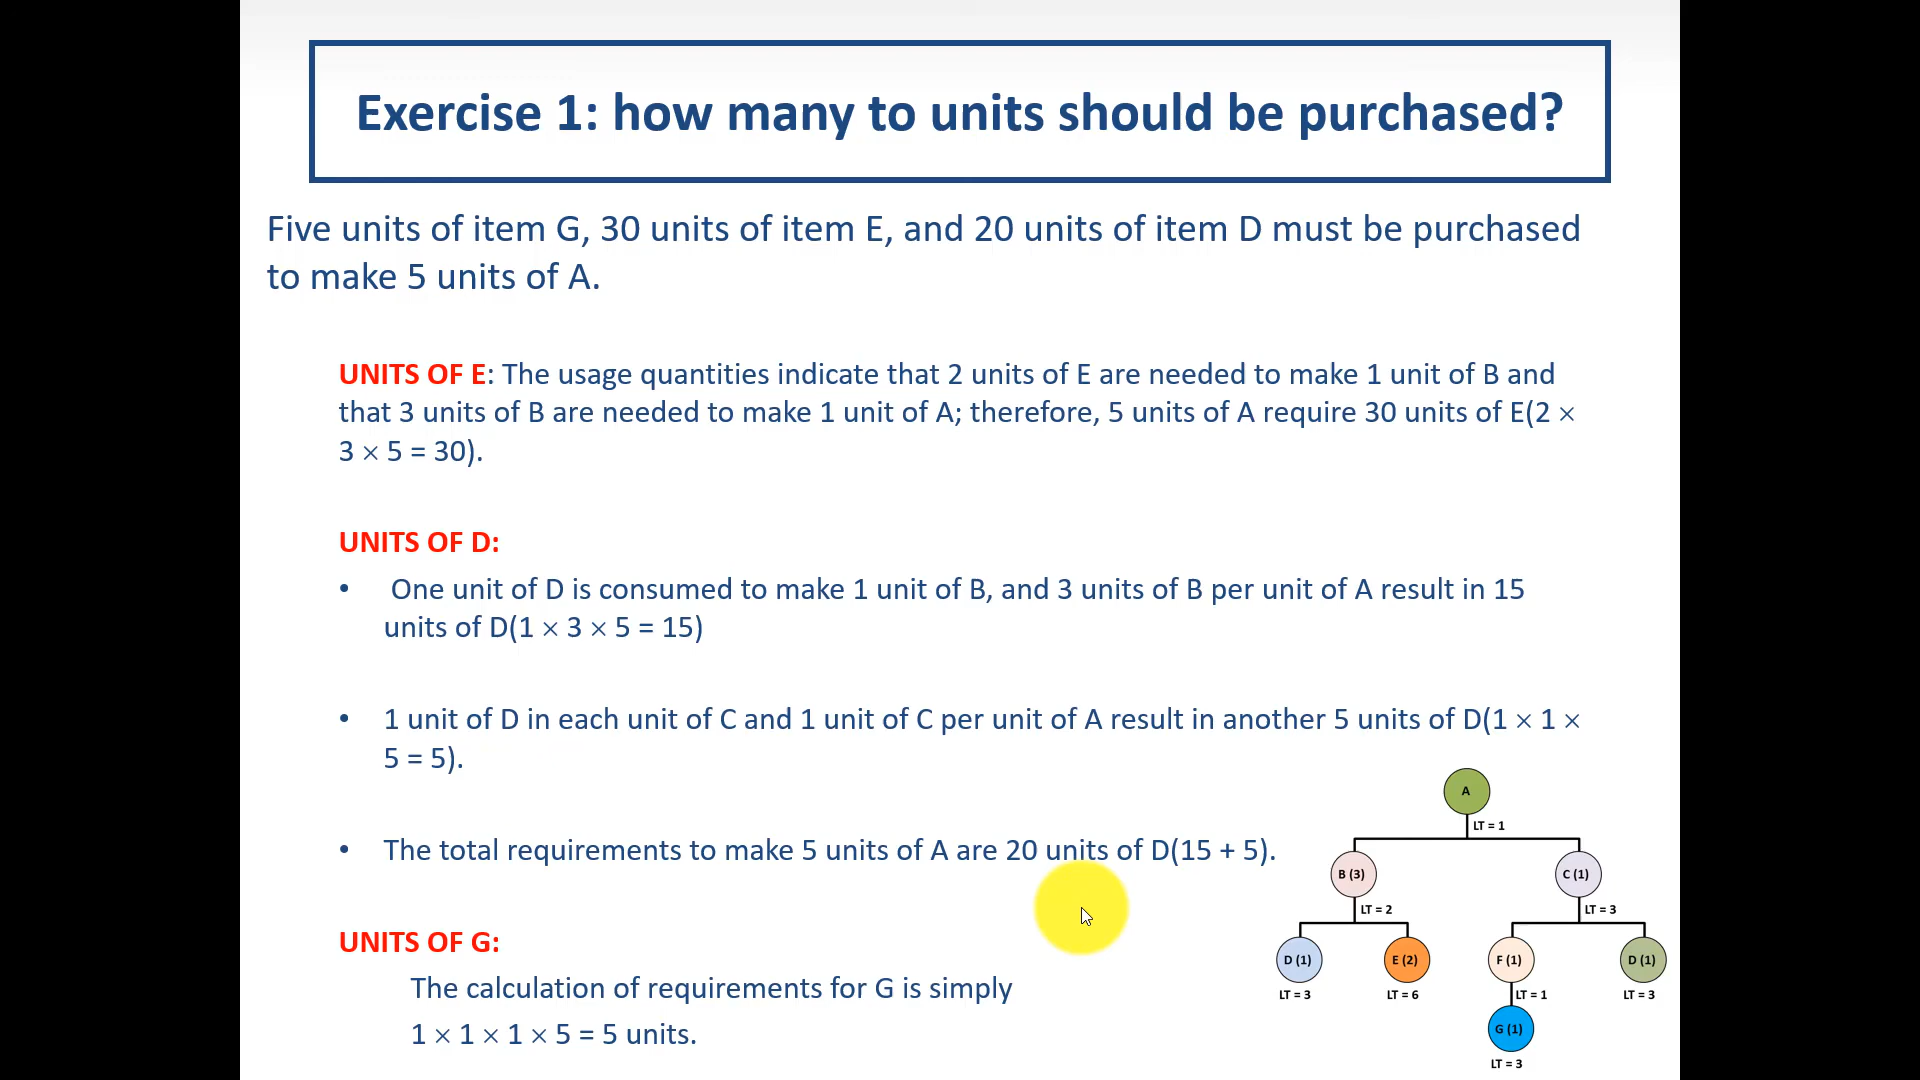 Exercise 1: how many to units should be purchased?
Five units of item G, 30 units of item E, and 20 units of item D must be purchased
to make 5 units of A.
UNITS OF E: The usage quantities indicate that 2 units of E are needed to make 1 unit of B and
that 3 units of B are needed to make 1 unit of A; therefore, 5 units of A require 30 units of E(2 ×
3 × 5 = 30).
UNITS OF D:
• One unit of D is consumed to make 1 unit of B, and 3 units of B per unit of A result in 15
units of D(1 × 3 × 5 = 15)
• 1 unit of D in each unit of C and 1 unit of C per unit of A result in another 5 units of D(1 × 1 ×
5 = 5).
• The total requirements to make 5 units of A are 20 units of D(15 + 5).
UNITS OF G:
The calculation of requirements for G is simply
1 × 1 × 1 × 5 = 5 units.
A
LT = 1
B (3)
C (1)
LT = 2
LT = 3
D (1)
E (2)
F (1)
D (1)
LT = 3
LT = 6
LT = 1
LT = 3
G (1)
LT = 3